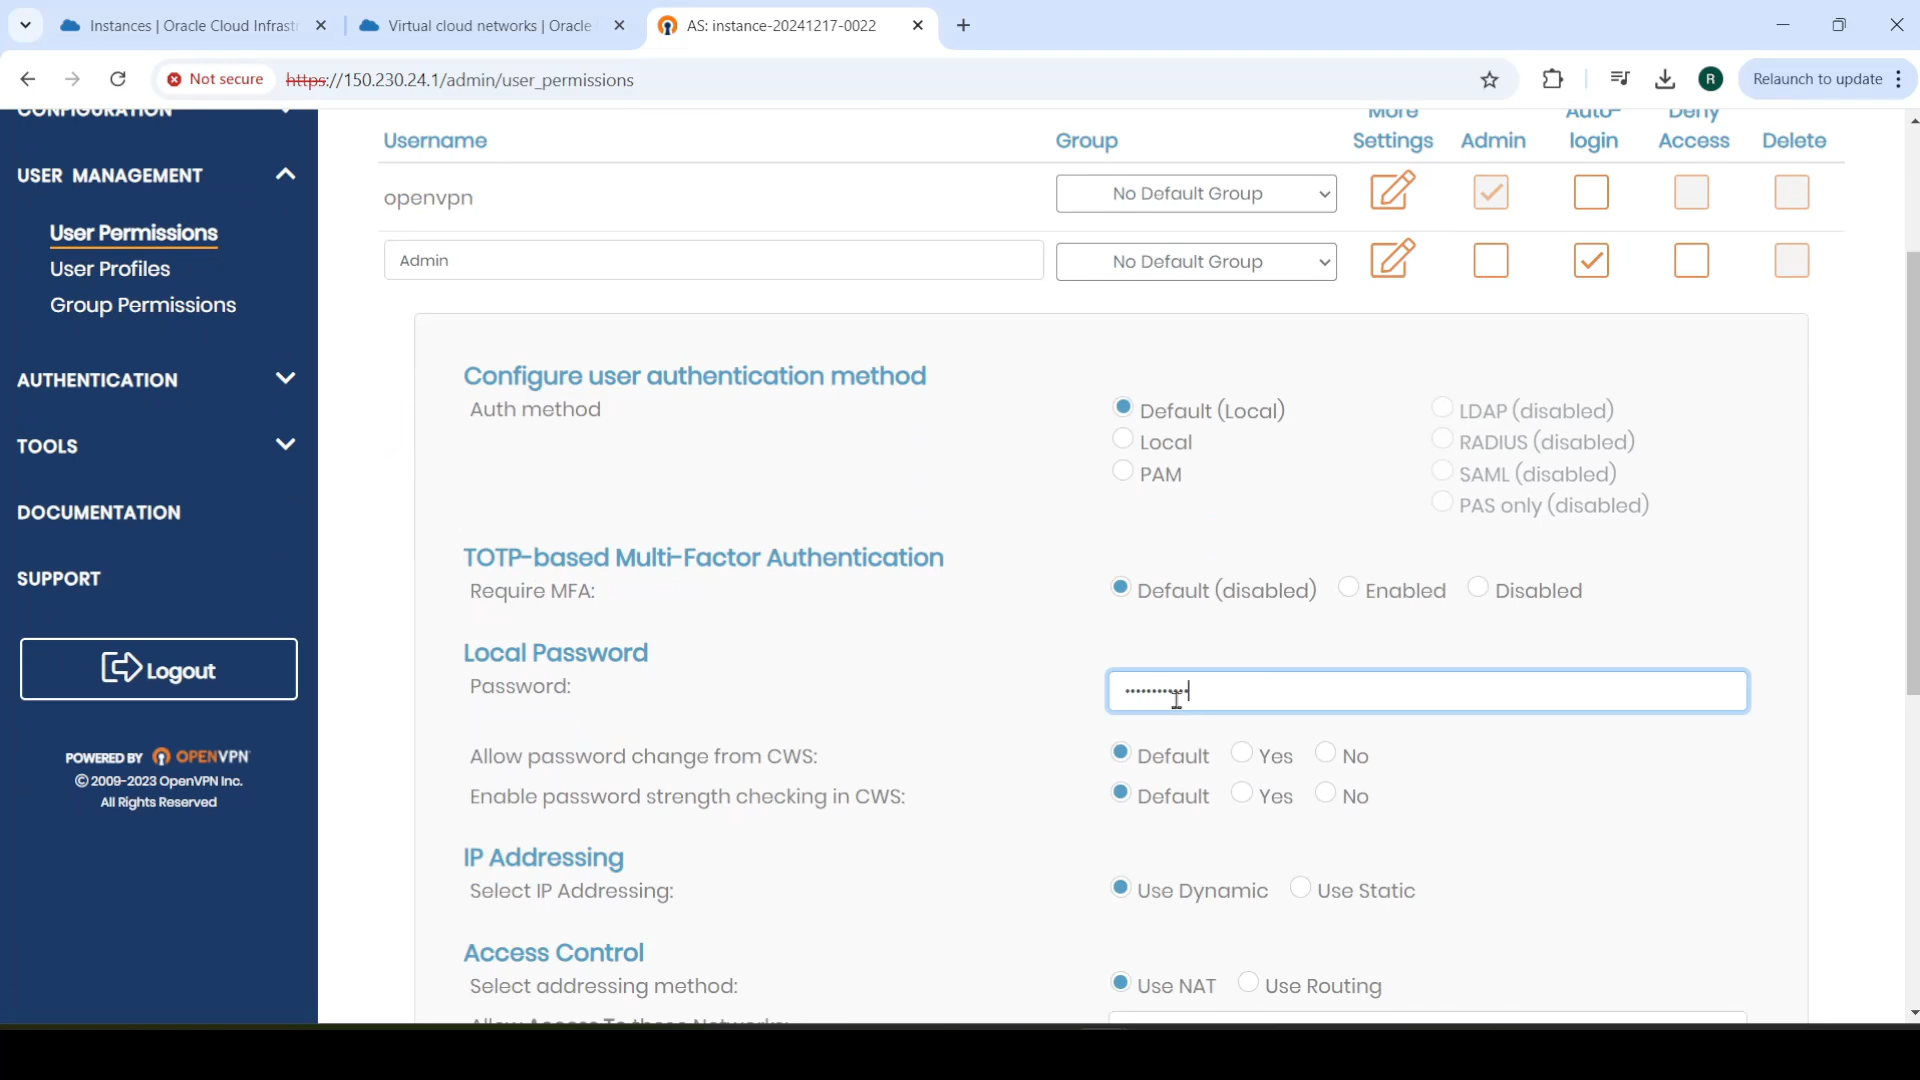 Instances | Oracle Cloud Infrast
Virtual cloud networks | Oracle
AS: instance-20241217-0022
Not secure
https://150.230.24.1/admin/user_permissions
R
Relaunch to update
CONFIGURATION
USER MANAGEMENT
User Permissions
User Profiles
Group Permissions
AUTHENTICATION
TOOLS
DOCUMENTATION
SUPPORT
Logout
POWERED BY OPENVPN
© 2009-2023 OpenVPN Inc.
All Rights Reserved
Username Group More Settings Admin Auto-login Deny Access Delete
openvpn No Default Group
Admin No Default Group
Configure user authentication method
Auth method
Default (Local) LDAP (disabled)
Local RADIUS (disabled)
PAM SAML (disabled)
PAS only (disabled)
TOTP-based Multi-Factor Authentication
Require MFA: Default (disabled) Enabled Disabled
Local Password
Password:
Allow password change from CWS: Default Yes No
Enable password strength checking in CWS: Default Yes No
IP Addressing
Select IP Addressing: Use Dynamic Use Static
Access Control
Select addressing method: Use NAT Use Routing
Allow Access To these Networks: